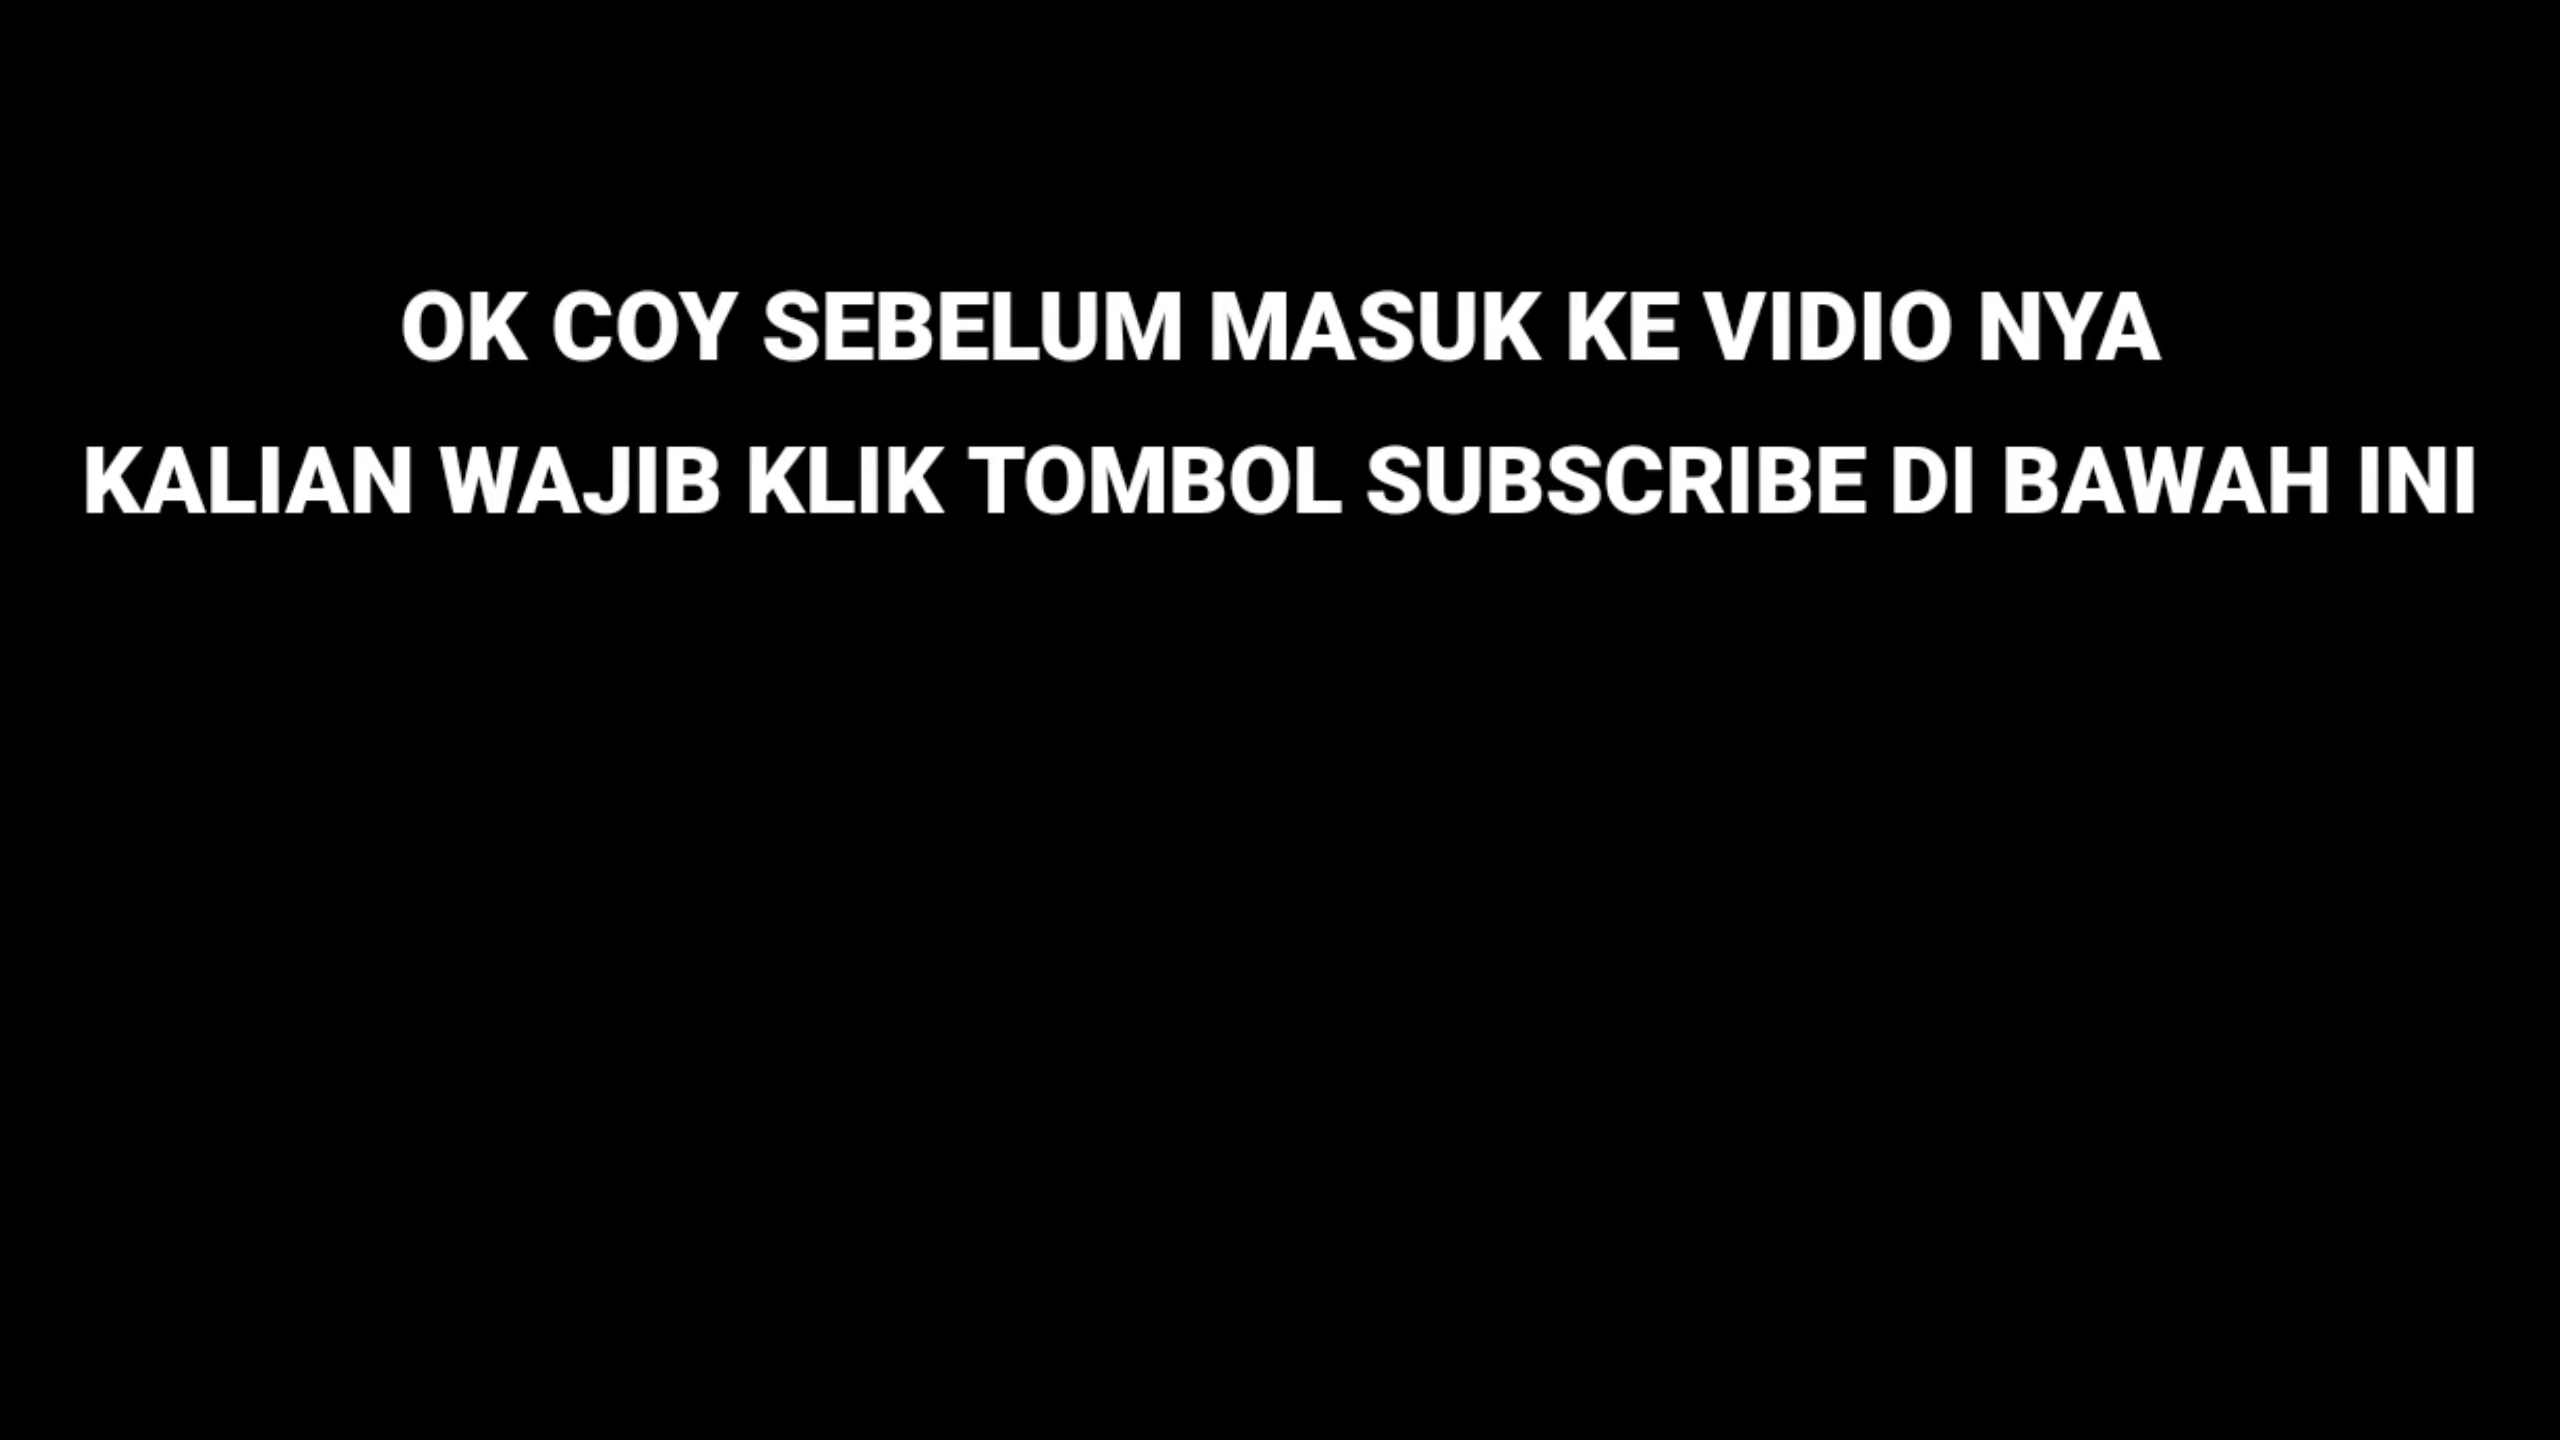 OK COY SEBELUM MASUK KE VIDIO NYA
KALIAN WAJIB KLIK TOMBOL SUBSCRIBE DI BAWAH INI